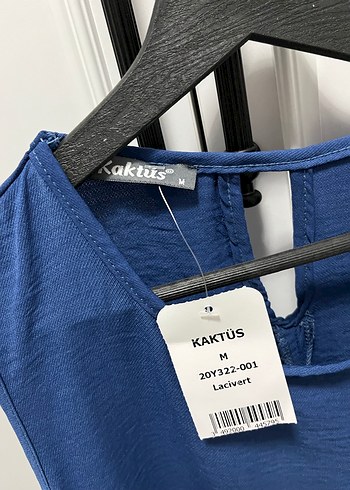 Kaktüs®
M
KAKTÜS
M
20Y322-001
Lacivert